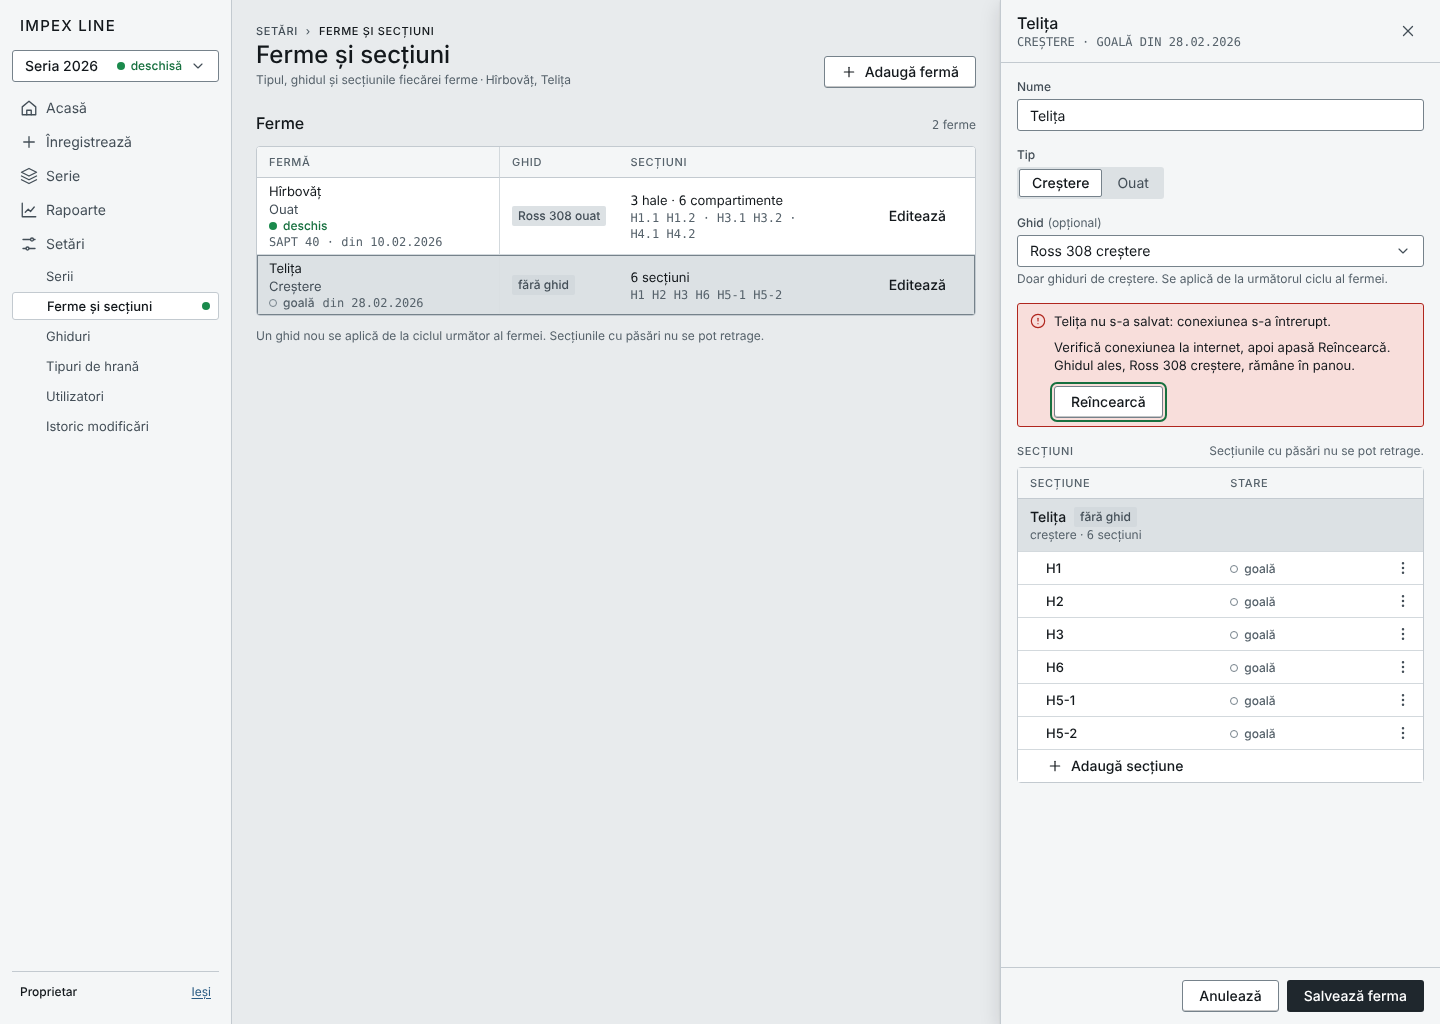 IMPEX LINE
Seria 2026 deschisă
Acasă
Înregistrează
Serie
Rapoarte
Setări
Serii
Ferme și secțiuni
Ghiduri
Tipuri de hrană
Utilizatori
Istoric modificări
Proprietar Ieși
SETĂRI › FERME ȘI SECȚIUNI
Ferme și secțiuni
Tipul, ghidul și secțiunile fiecărei ferme · Hîrbovăț, Telița
Adaugă fermă
Ferme 2 ferme
FERMĂ GHID SECȚIUNI
Hîrbovăț
Ouat
deschis
SAPT 40 · din 10.02.2026
Ross 308 ouat
3 hale · 6 compartimente
H1.1 H1.2 · H3.1 H3.2 ·
H4.1 H4.2
Editează
Telița
Creștere
goală din 28.02.2026
fără ghid
6 secțiuni
H1 H2 H3 H6 H5-1 H5-2
Editează
Un ghid nou se aplică de la ciclul următor al fermei. Secțiunile cu păsări nu se pot retrage.
Telița
CREȘTERE · GOALĂ DIN 28.02.2026
Nume
Telița
Tip
Creștere Ouat
Ghid (opțional)
Ross 308 creștere
Doar ghiduri de creștere. Se aplică de la următorul ciclu al fermei.
Telița nu s-a salvat: conexiunea s-a întrerupt.
Verifică conexiunea la internet, apoi apasă Reîncearcă.
Ghidul ales, Ross 308 creștere, rămâne în panou.
Reîncearcă
SECȚIUNI Secțiunile cu păsări nu se pot retrage.
SECȚIUNE STARE
Telița fără ghid
creștere · 6 secțiuni
H1 goală
H2 goală
H3 goală
H6 goală
H5-1 goală
H5-2 goală
Adaugă secțiune
Anulează Salvează ferma